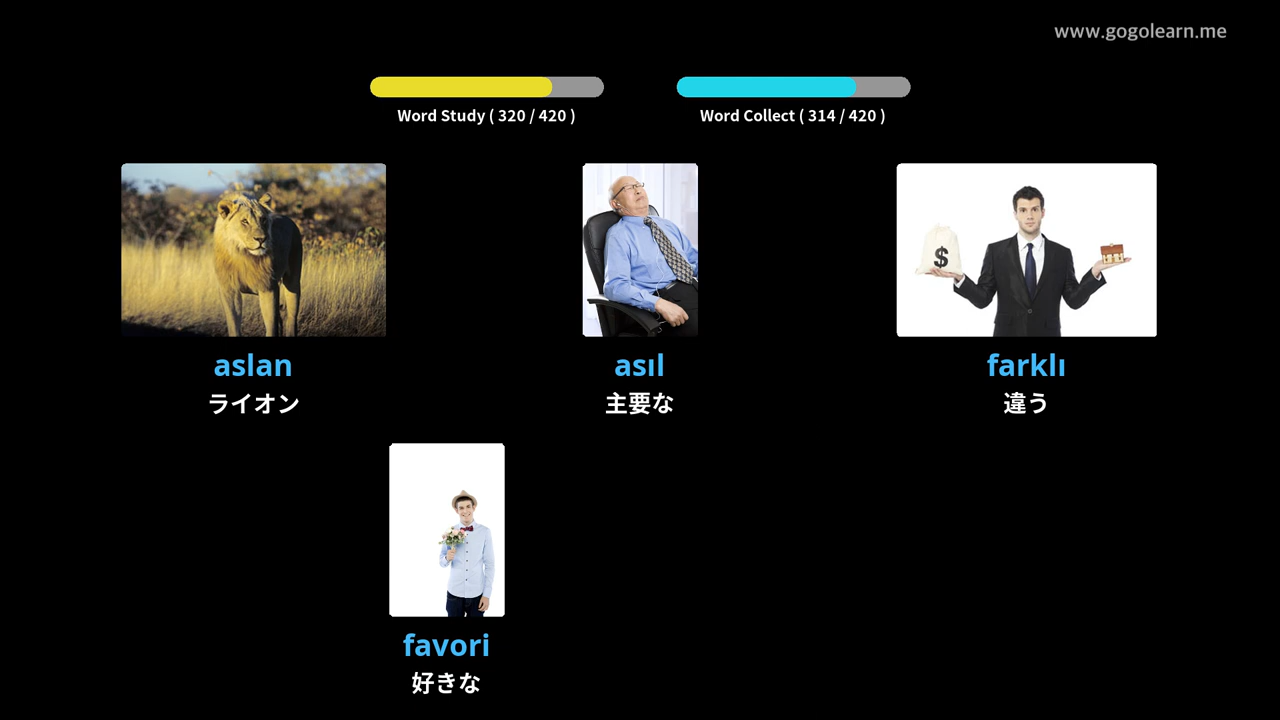 www.gogolearn.me
Word Study ( 320 / 420 )
Word Collect ( 314 / 420 )
$
aslan
ライオン
asıl
主要な
farklı
違う
favori
好きな